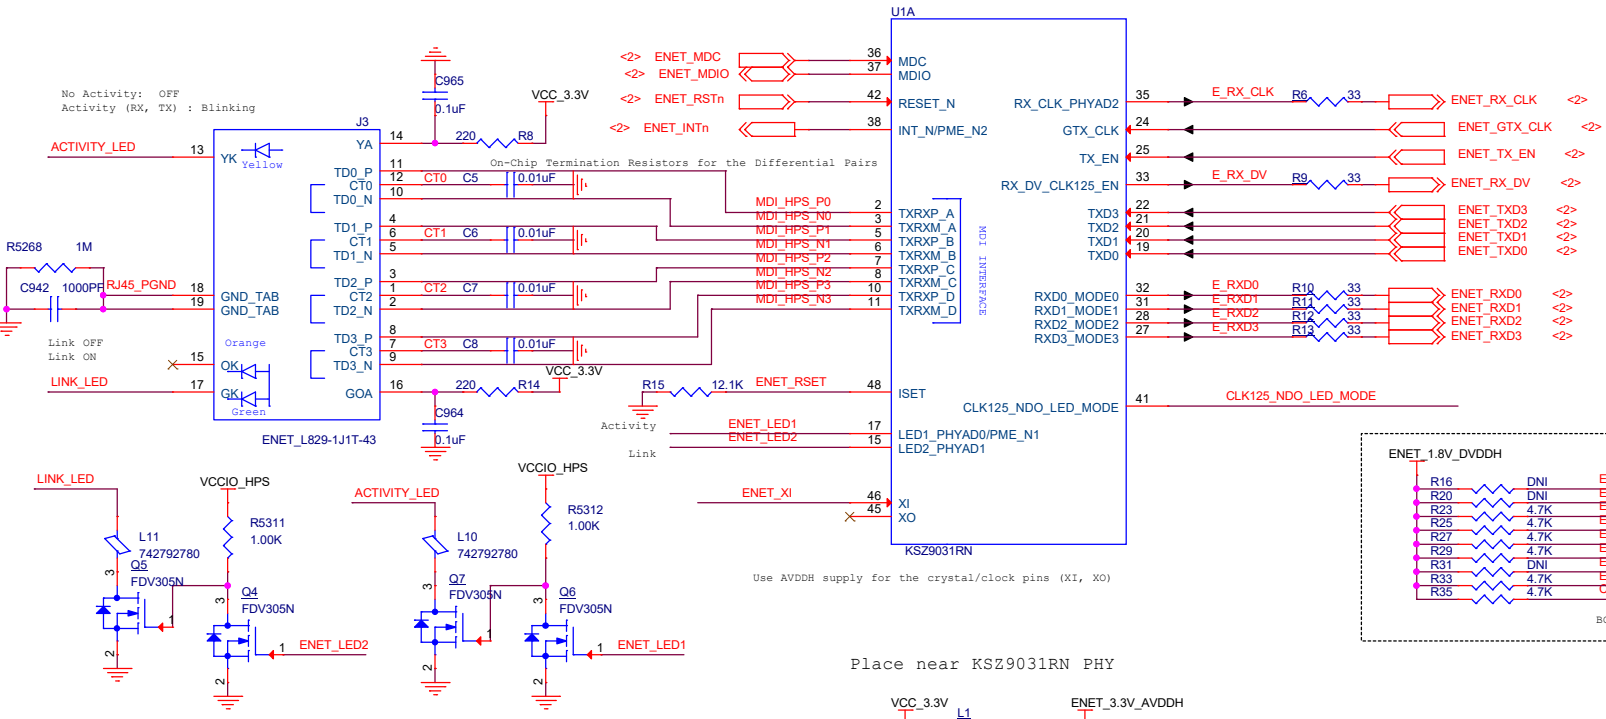 U1A
No Activity: OFF
Activity (RX, TX) : Blinking
C965
0.1uF
VCC_3.3V
J3
14
YA
220
R8
ACTIVITY_LED
13
YK
Yellow
On-Chip Termination Resistors for the Differential Pairs
11
TD0_P
12
CT0
CT0
C5
0.01uF
10
TD0_N
4
TD1_P
6
CT1
CT1
C6
0.01uF
5
TD1_N
3
TD2_P
1
CT2
CT2
C7
0.01uF
2
TD2_N
8
TD3_P
7
CT3
CT3
C8
0.01uF
9
TD3_N
R5268
1M
C942
1000PF
RJ45_PGND
18
GND_TAB
19
GND_TAB
Link OFF
Link ON
Orange
15
OK
LINK_LED
17
GK
Green
16
GOA
220
R14
VCC_3.3V
C964
0.1uF
ENET_L829-1J1T-43
<2> ENET_MDC
36
MDC
<2> ENET_MDIO
37
MDIO
<2> ENET_RSTn
42
RESET_N
<2> ENET_INTn
38
INT_N/PME_N2
MDI_HPS_P0
2
TXRXP_A
MDI_HPS_N0
3
TXRXM_A
MDI_HPS_P1
5
TXRXP_B
MDI_HPS_N1
6
TXRXM_B
MDI_HPS_P2
7
TXRXP_C
MDI_HPS_N2
8
TXRXM_C
MDI_HPS_P3
10
TXRXP_D
MDI_HPS_N3
11
TXRXM_D
MDI INTERFACE
R15
12.1K
ENET_RSET
48
ISET
Activity
ENET_LED1
17
LED1_PHYAD0/PME_N1
Link
ENET_LED2
15
LED2_PHYAD1
ENET_XI
46
XI
45
XO
KSZ9031RN
RX_CLK_PHYAD2
35
E_RX_CLK
R6
33
ENET_RX_CLK
<2>
GTX_CLK
24
ENET_GTX_CLK
<2>
TX_EN
25
ENET_TX_EN
<2>
RX_DV_CLK125_EN
33
E_RX_DV
R9
33
ENET_RX_DV
<2>
TXD3
22
ENET_TXD3
<2>
TXD2
21
ENET_TXD2
<2>
TXD1
20
ENET_TXD1
<2>
TXD0
19
ENET_TXD0
<2>
RXD0_MODE0
32
E_RXD0
R10
33
ENET_RXD0
<2>
RXD1_MODE1
31
E_RXD1
R11
33
ENET_RXD1
<2>
RXD2_MODE2
28
E_RXD2
R12
33
ENET_RXD2
<2>
RXD3_MODE3
27
E_RXD3
R13
33
ENET_RXD3
<2>
CLK125_NDO_LED_MODE
41
CLK125_NDO_LED_MODE
Use AVDDH supply for the crystal/clock pins (XI, XO)
ENET_1.8V_DVDDH
R16
DNI
R20
DNI
R23
4.7K
R25
4.7K
R27
4.7K
R29
4.7K
R31
DNI
R33
4.7K
R35
4.7K
LINK_LED
VCCIO_HPS
R5311
1.00K
L11
742792780
Q5
FDV305N
3
1
2
Q4
FDV305N
3
1
2
ENET_LED2
ACTIVITY_LED
VCCIO_HPS
R5312
1.00K
L10
742792780
Q7
FDV305N
3
1
2
Q6
FDV305N
3
1
2
ENET_LED1
Place near KSZ9031RN PHY
VCC_3.3V
L1
ENET_3.3V_AVDDH